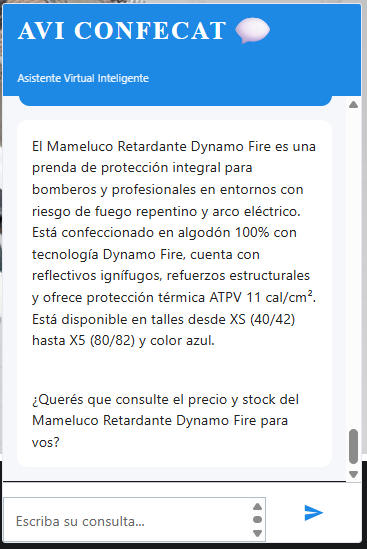 AVI CONFECAT
Asistente Virtual Inteligente
El Mameluco Retardante Dynamo Fire es una
prenda de protección integral para
bomberos y profesionales en entornos con
riesgo de fuego repentino y arco eléctrico.
Está confeccionado en algodón 100% con
tecnología Dynamo Fire, cuenta con
reflectivos ignífugos, refuerzos estructurales
y ofrece protección térmica ATPV 11 cal/cm².
Está disponible en talles desde XS (40/42)
hasta X5 (80/82) y color azul.
¿Querés que consulte el precio y stock del
Mameluco Retardante Dynamo Fire para
vos?
Escriba su consulta...